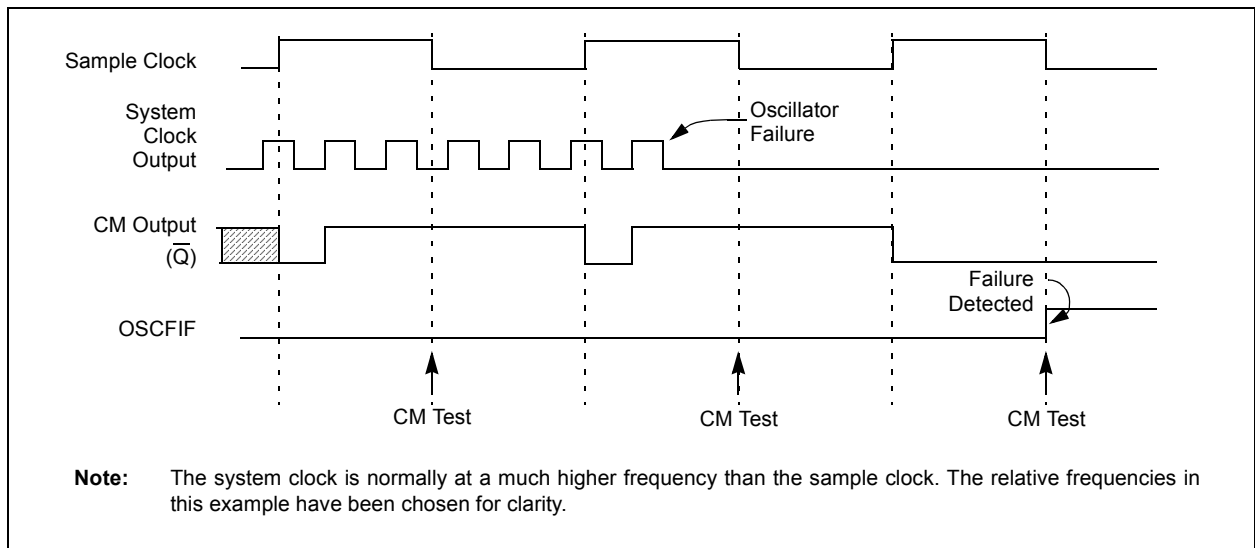 Sample Clock
System
Clock
Output
Oscillator
Failure
CM Output
(Q̅)
Failure
Detected
OSCFIF
CM Test
CM Test
CM Test
Note: The system clock is normally at a much higher frequency than the sample clock. The relative frequencies in
this example have been chosen for clarity.